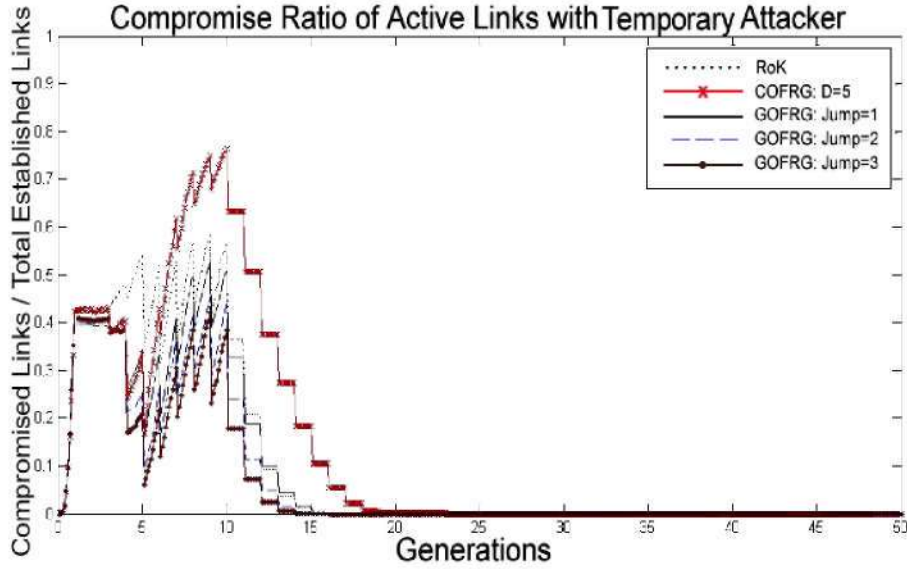 Compromise Ratio of Active Links with Temporary Attacker
Compromised Links / Total Established Links
1
0.9
0.8
0.7
0.6
0.5
0.4
0.3
0.2
0.1
0
RoK
COFRG: D=5
GOFRG: Jump=1
GOFRG: Jump=2
GOFRG: Jump=3
0 5 10 15 20 25 30 35 40 45 50
Generations